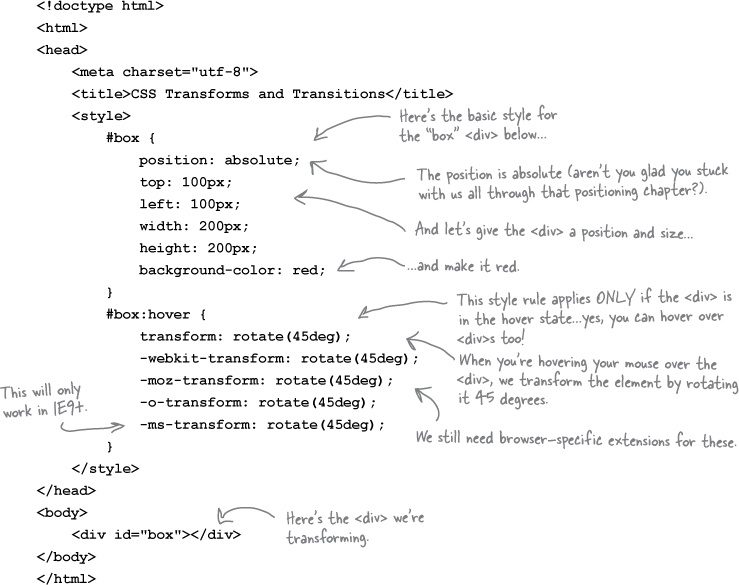 <!doctype html>
<html>
<head>
<meta charset="utf-8">
<title>CSS Transforms and Transitions</title>
<style>
#box {
Here's the basic style for
the "box" <div> below...
position: absolute;
The position is absolute (aren't you glad you stuck
with us all through that positioning chapter?).
top: 100px;
left: 100px;
width: 200px;
And let's give the <div> a position and size...
height: 200px;
background-color: red;
...and make it red.
}
#box:hover {
This style rule applies ONLY if the <div> is
in the hover state...yes, you can hover over
<div>s too!
transform: rotate(45deg);
-webkit-transform: rotate(45deg);
When you're hovering your mouse over the
<div>, we transform the element by rotating
it 45 degrees.
-moz-transform: rotate(45deg);
-o-transform: rotate(45deg);
We still need browser-specific extensions for these.
This will only
work in IE9+.
-ms-transform: rotate(45deg);
}
</style>
</head>
<body>
<div id="box"></div>
Here's the <div> we're
transforming.
</body>
</html>